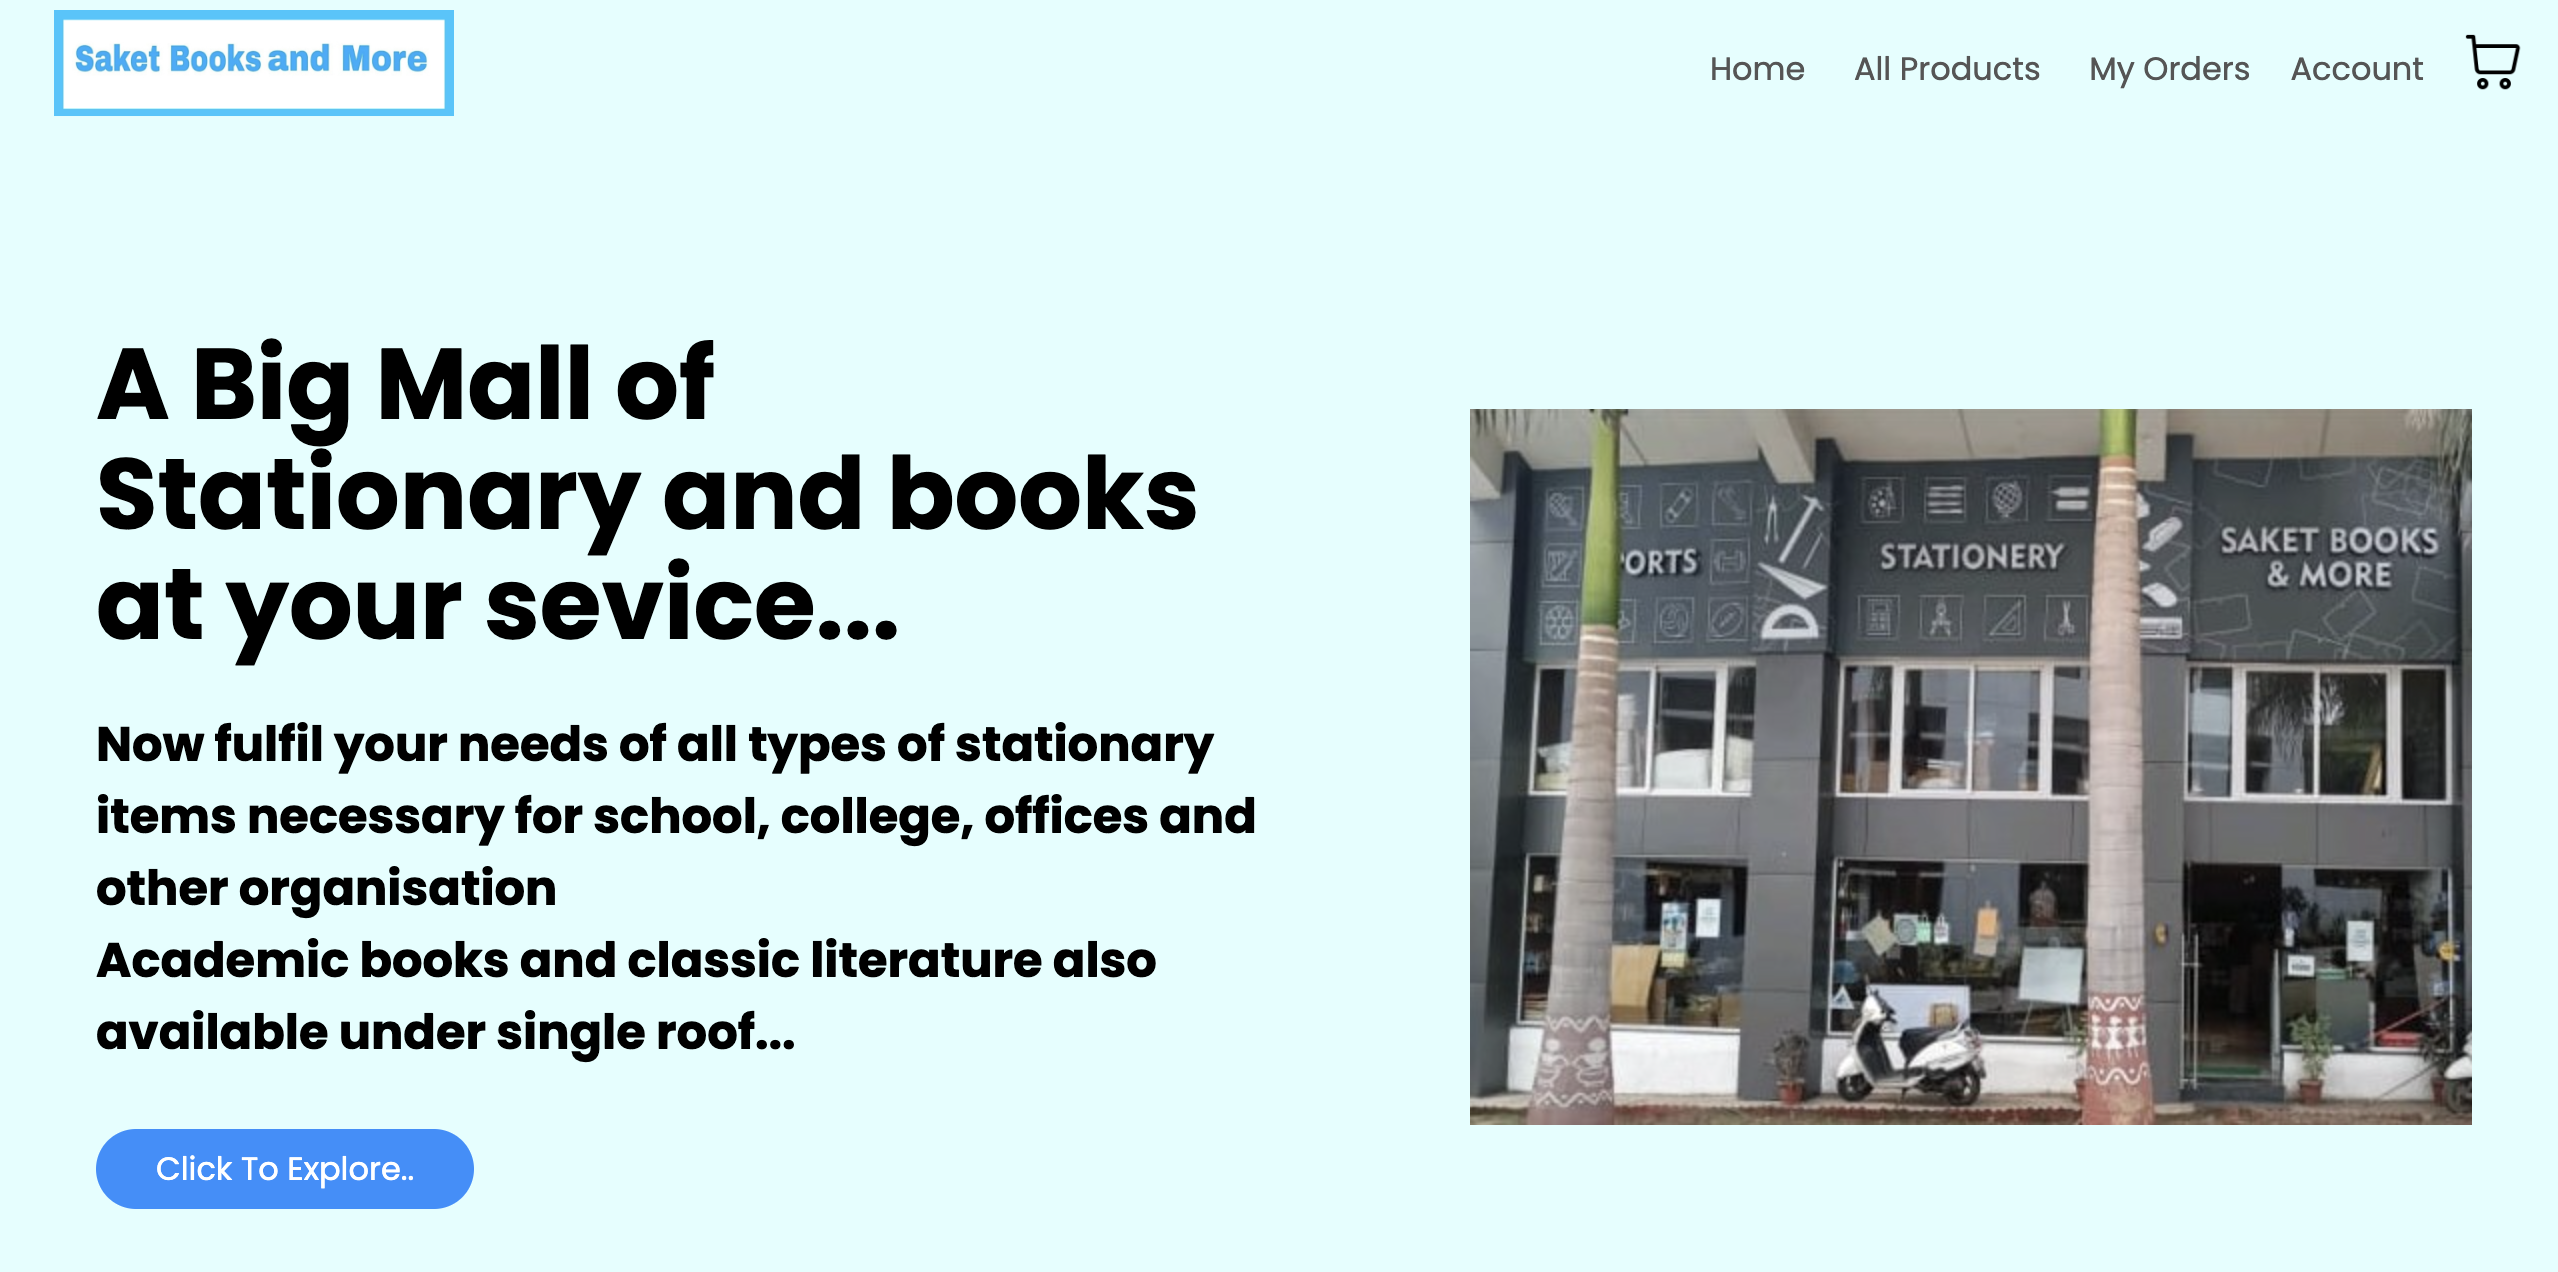 Saket Books and More
Home All Products My Orders Account
A Big Mall of
Stationary and books
at your sevice...
Now fulfil your needs of all types of stationary
items necessary for school, college, offices and
other organisation
Academic books and classic literature also
available under single roof...
Click To Explore..
PORTS
STATIONERY
SAKET BOOKS
& MORE